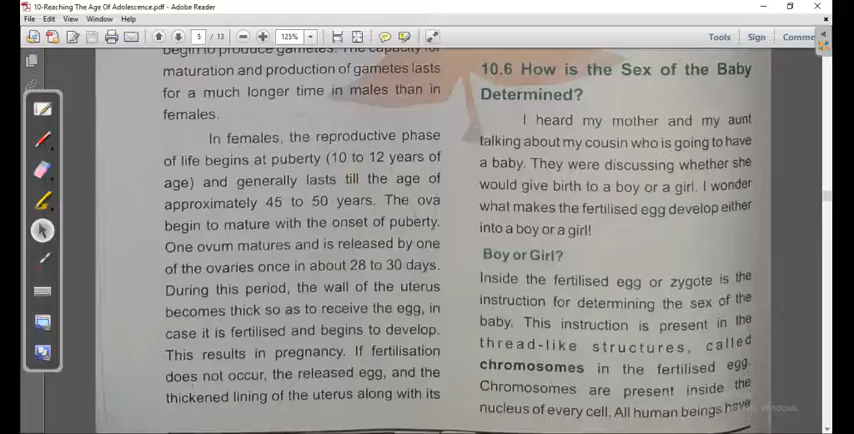 10-Reaching The Age Of Adolescence.pdf - Adobe Reader
File Edit View Window Help
5 / 13 125% Tools Sign Comme
begin to produce gametes. The capacity for
maturation and production of gametes lasts
for a much longer time in males than in
females.
In females, the reproductive phase
of life begins at puberty (10 to 12 years of
age) and generally lasts till the age of
approximately 45 to 50 years. The ova
begin to mature with the onset of puberty.
One ovum matures and is released by one
of the ovaries once in about 28 to 30 days.
During this period, the wall of the uterus
becomes thick so as to receive the egg, in
case it is fertilised and begins to develop.
This results in pregnancy. If fertilisation
does not occur, the released egg, and the
thickened lining of the uterus along with its
10.6 How is the Sex of the Baby
Determined?
I heard my mother and my aunt
talking about my cousin who is going to have
a baby. They were discussing whether she
would give birth to a boy or a girl. I wonder
what makes the fertilised egg develop either
into a boy or a girl!
Boy or Girl?
Inside the fertilised egg or zygote is the
instruction for determining the sex of the
baby. This instruction is present in the
thread-like structures, called
chromosomes in the fertilised egg.
Chromosomes are present inside the
nucleus of every cell. All human beings have